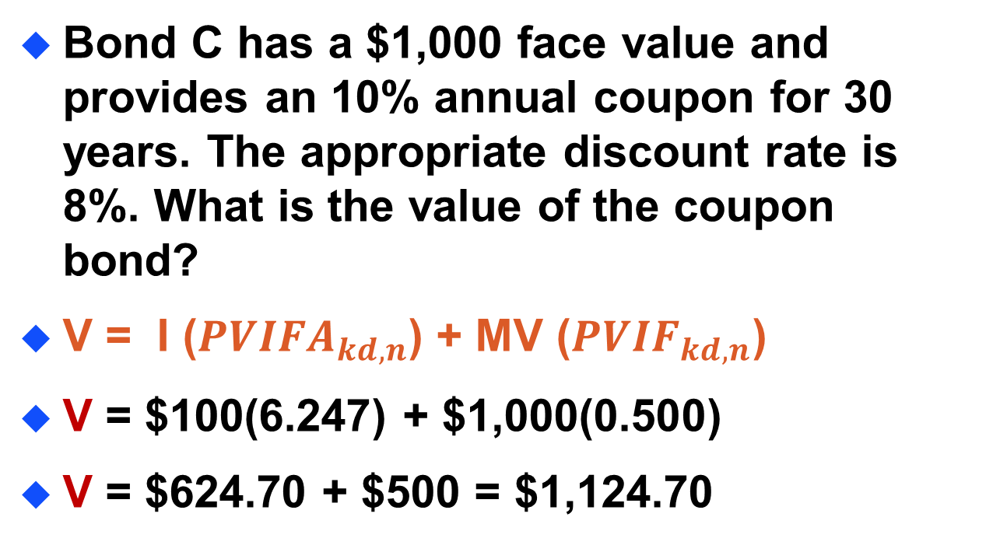 Bond C has a $1,000 face value and
provides an 10% annual coupon for 30
years. The appropriate discount rate is
8%. What is the value of the coupon
bond?
V = I (PVIFA kd,n) + MV (PVIF kd,n)
V = $100(6.247) + $1,000(0.500)
V = $624.70 + $500 = $1,124.70